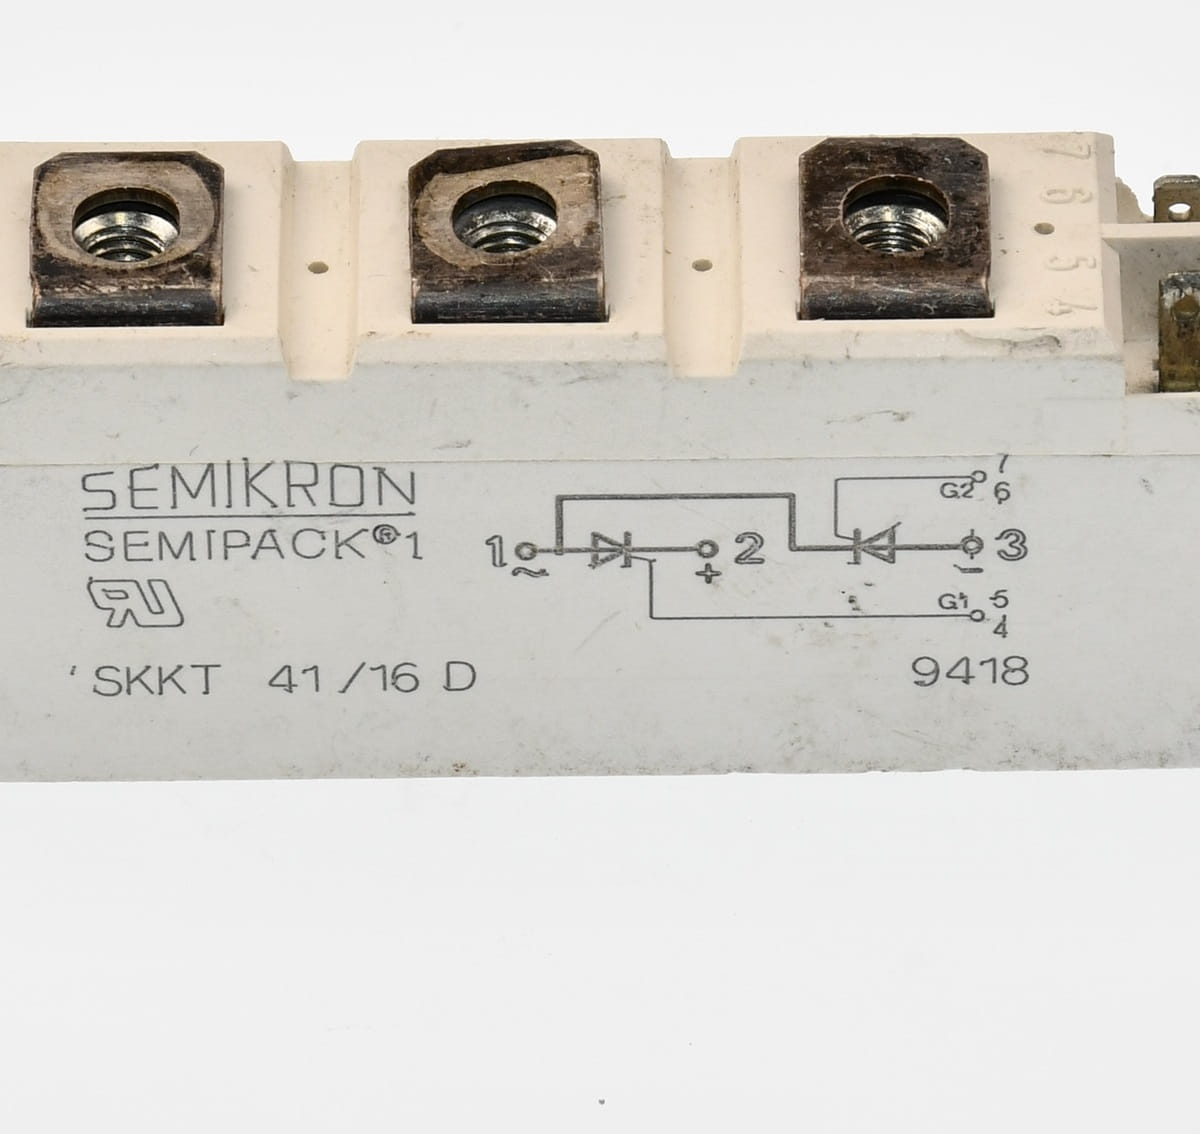 7 6 5 4
SEMIKRON
SEMIPACK® 1
SKKT 41/16 D
1 ~
2 +
3 -
G2 7 6
G1 5 4
9418